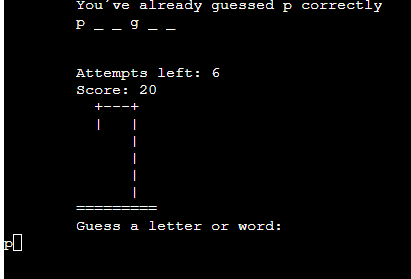 You've already guessed p correctly
p _ _ g _ _
Attempts left: 6
Score: 20
+---+
|   |
|
|
|
|
=========
Guess a letter or word:
p